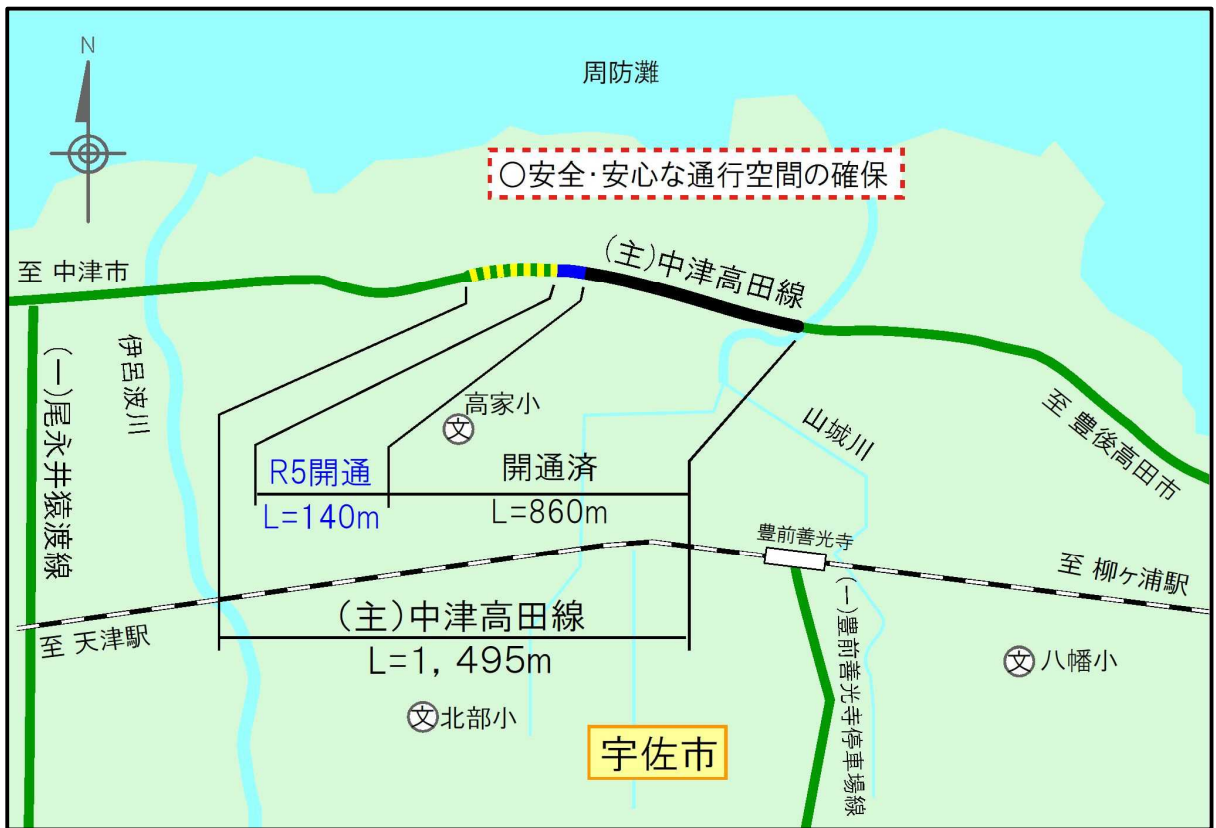 N
周防灘
○安全・安心な通行空間の確保
(主)中津高田線
至 中津市
(一)尾永井猿渡線
伊呂波川
高家小
文
山城川
至 豊後高田市
R5開通
L=140m
開通済
L=860m
豊前善光寺
至 柳ヶ浦駅
至 天津駅
(主)中津高田線
L=1,495m
(一)豊前善光寺停車場線
文 八幡小
文 北部小
宇佐市